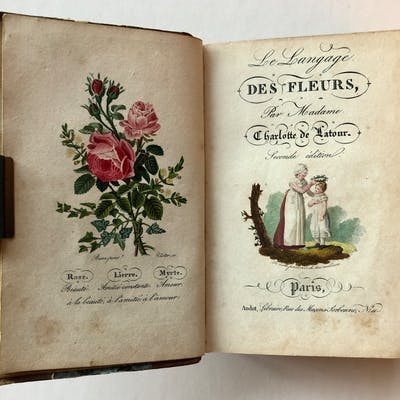 Rose. Lierre. Myrte.
Beauté Amitié constante Amour
à la beauté, à l'amitié à l'amour
Le Langage
DES FLEURS,
Par Madame
Charlotte de Latour.
Seconde édition
Paris,
Audot, Libraire, Rue des Maçons Sorbonne, N.º 11